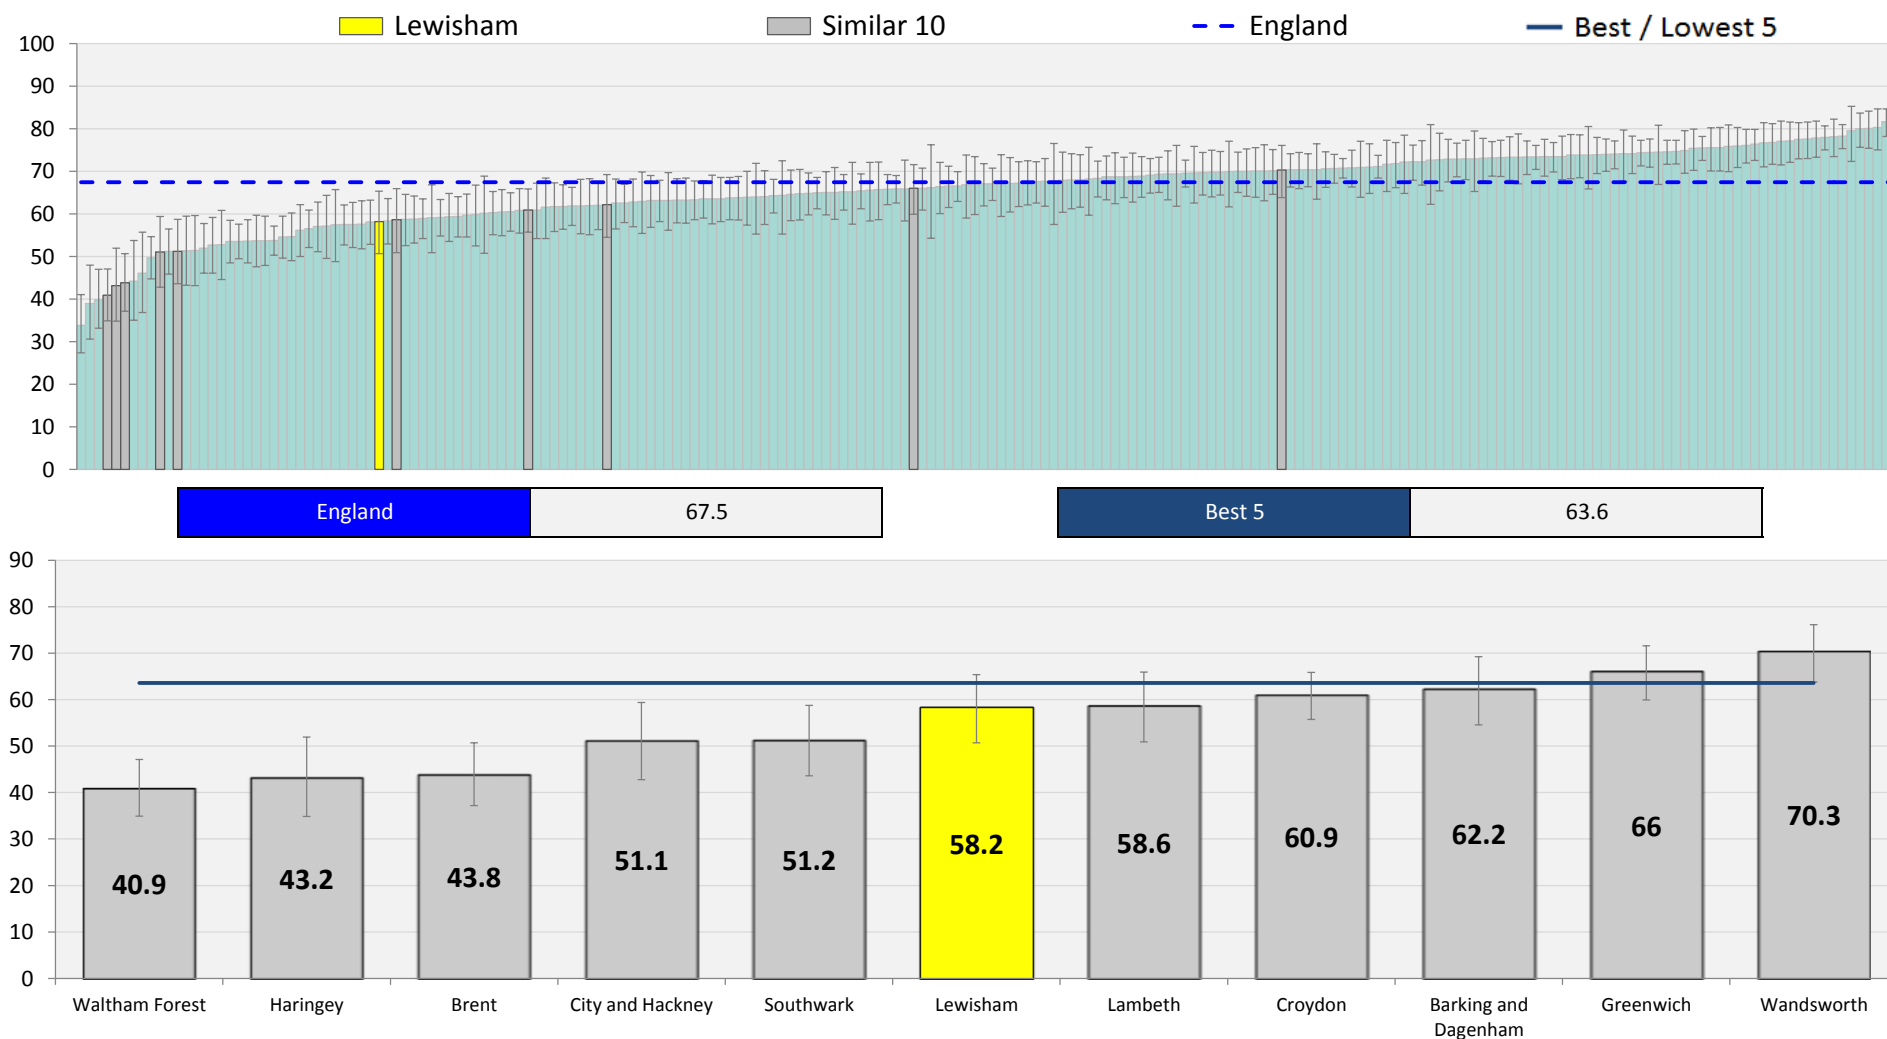 Lewisham
Similar 10
England
Best / Lowest 5
100
90
80
70
60
50
40
30
20
10
0
England 67.5
Best 5 63.6
90
80
70
60
50
40
30
20
10
0
40.9 43.2 43.8 51.1 51.2 58.2 58.6 60.9 62.2 66 70.3
Waltham Forest
Haringey
Brent
City and Hackney
Southwark
Lewisham
Lambeth
Croydon
Barking and
Dagenham
Greenwich
Wandsworth